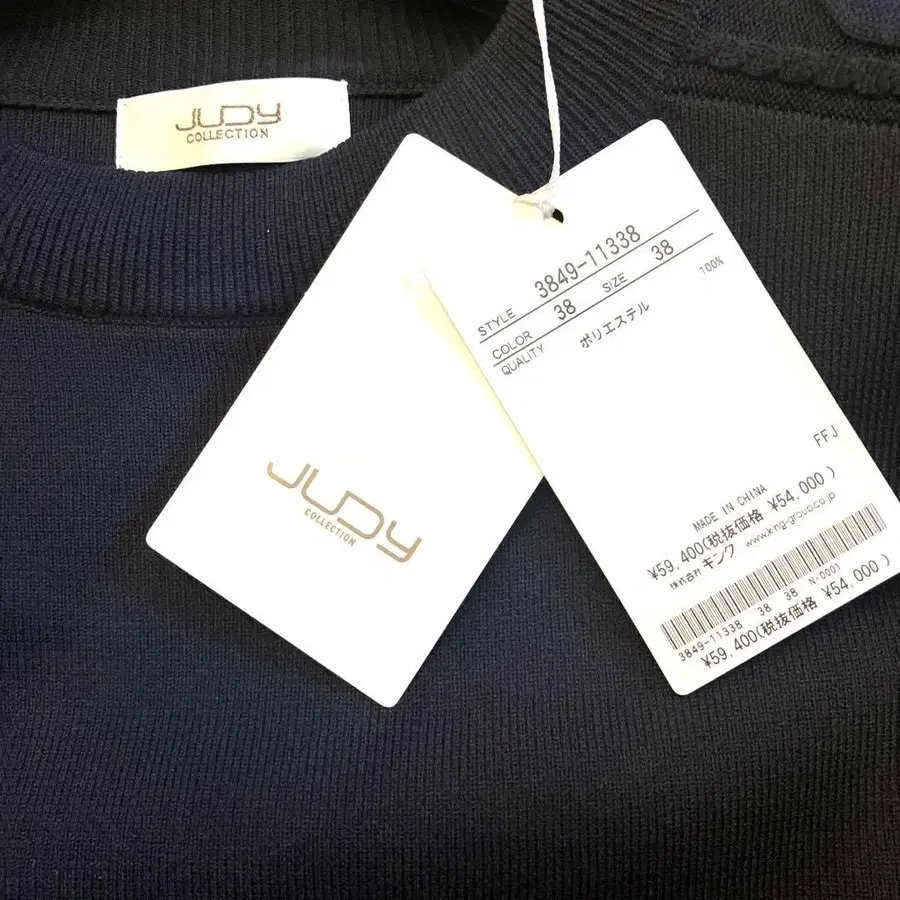 JUDY
COLLECTION
JUDY
COLLECTION
STYLE 3849-11338
COLOR 38 SIZE 38
QUALITY
ポリエステル 100%
FFJ
MADE IN CHINA
¥59,400(税抜価格 ¥54,000)
株式会社 キング www.king-group.co.jp
3849-11338 38 38 N-0001
¥59,400(税抜価格 ¥54,000)